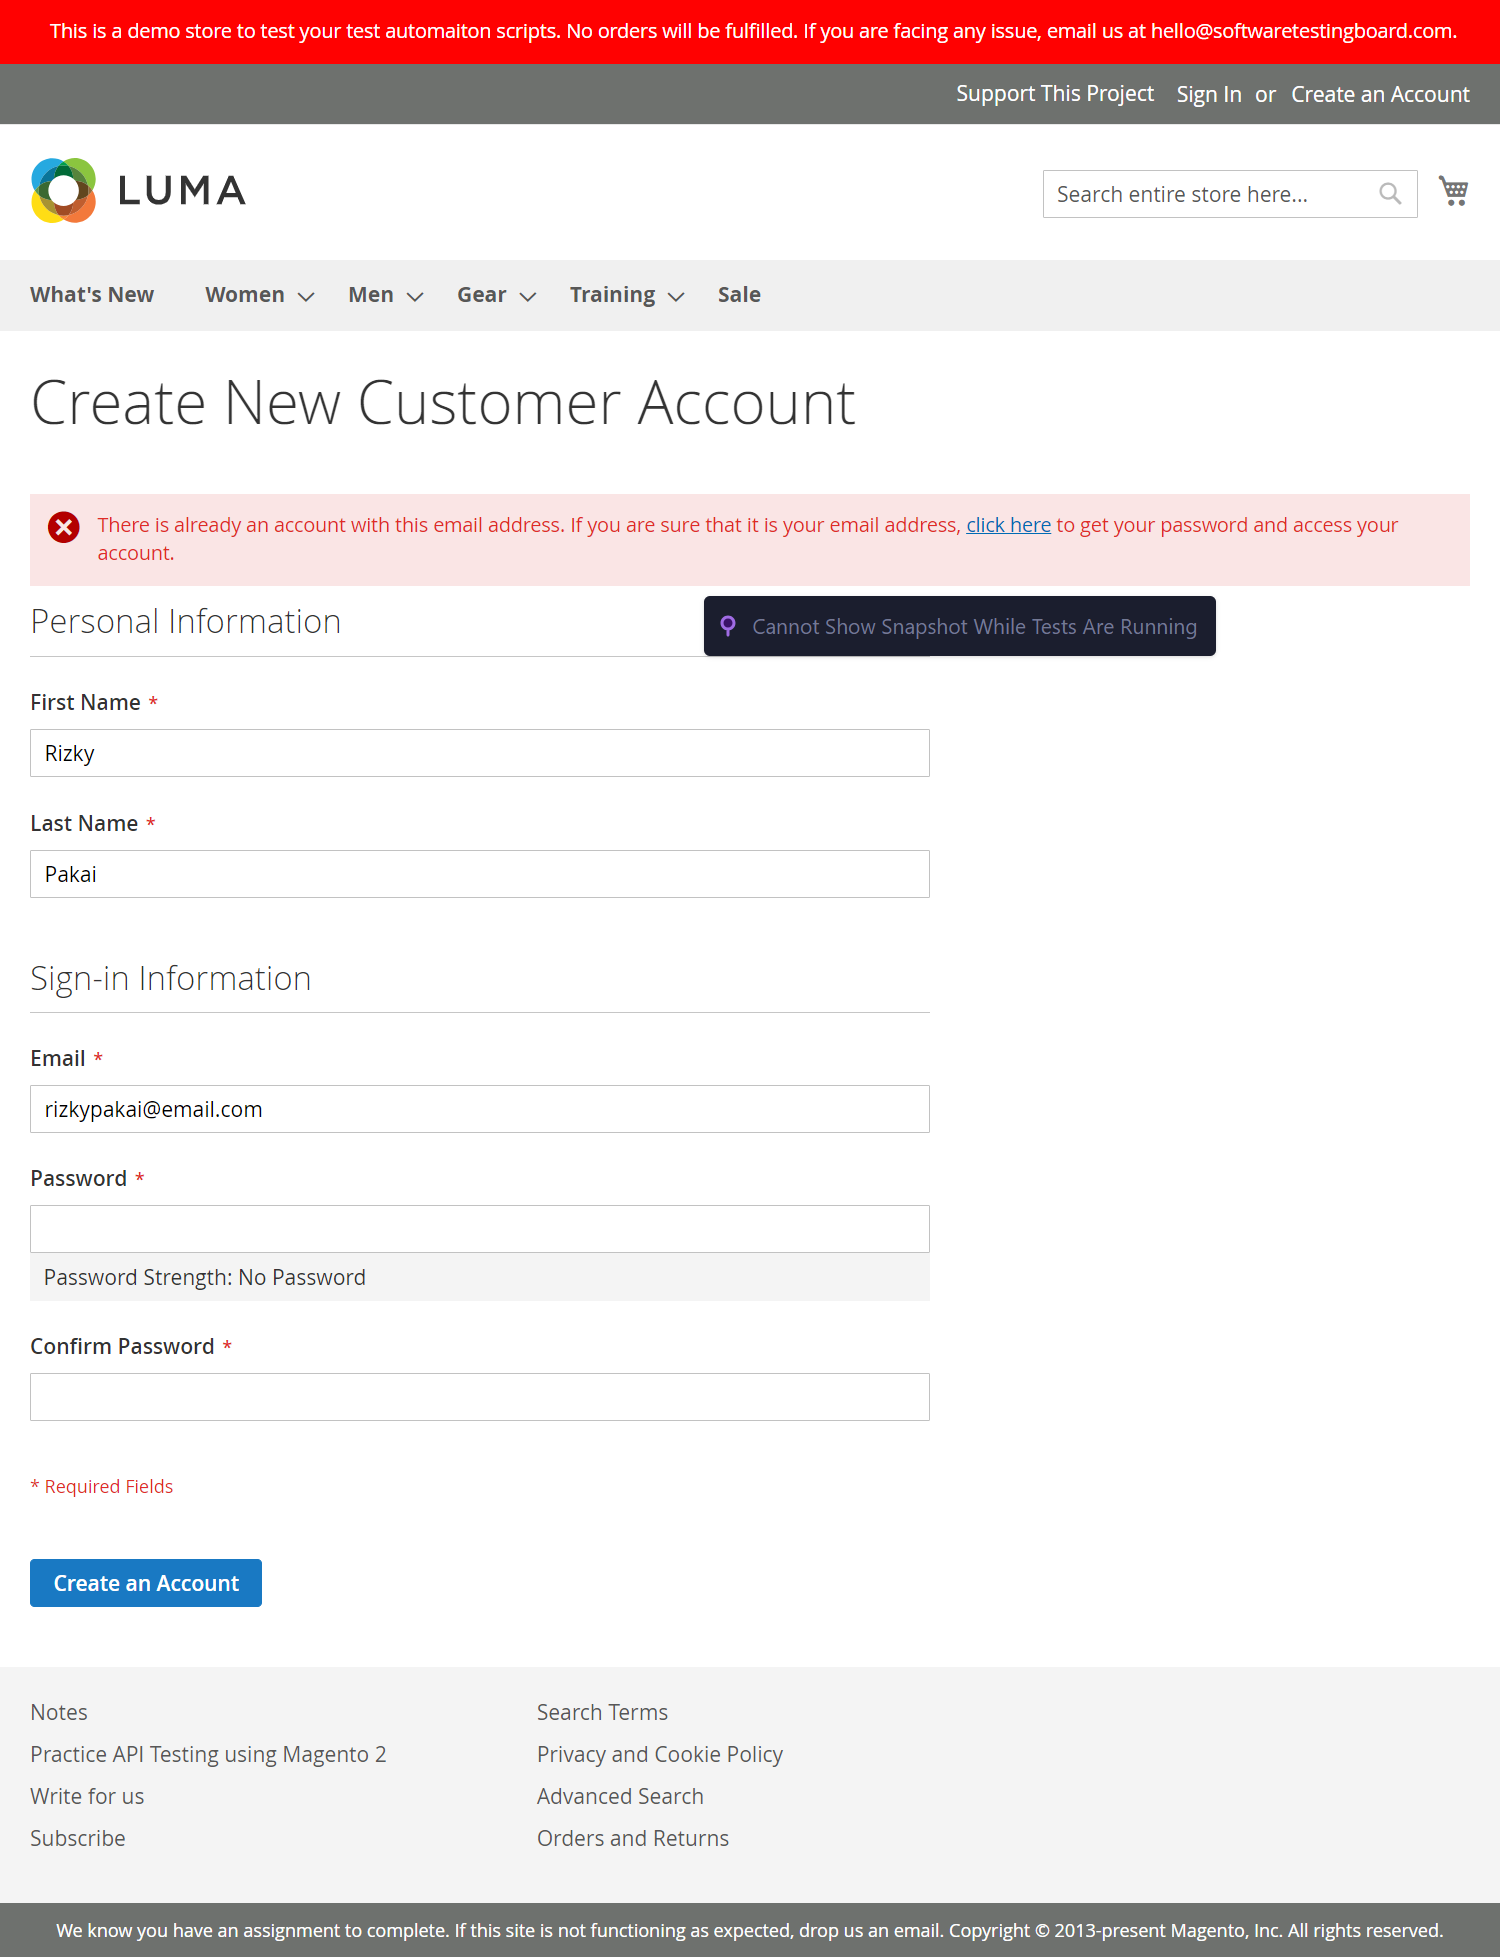 This is a demo store to test your test automaiton scripts. No orders will be fulfilled. If you are facing any issue, email us at hello@softwaretestingboard.com.
Support This Project Sign In or Create an Account
LUMA
Search entire store here...
What's New Women Men Gear Training Sale
Create New Customer Account
There is already an account with this email address. If you are sure that it is your email address, click here to get your password and access your
account.
Personal Information
Cannot Show Snapshot While Tests Are Running
First Name *
Rizky
Last Name *
Pakai
Sign-in Information
Email *
rizkypakai@email.com
Password *
Password Strength: No Password
Confirm Password *
* Required Fields
Create an Account
Notes
Practice API Testing using Magento 2
Write for us
Subscribe
Search Terms
Privacy and Cookie Policy
Advanced Search
Orders and Returns
We know you have an assignment to complete. If this site is not functioning as expected, drop us an email. Copyright © 2013-present Magento, Inc. All rights reserved.